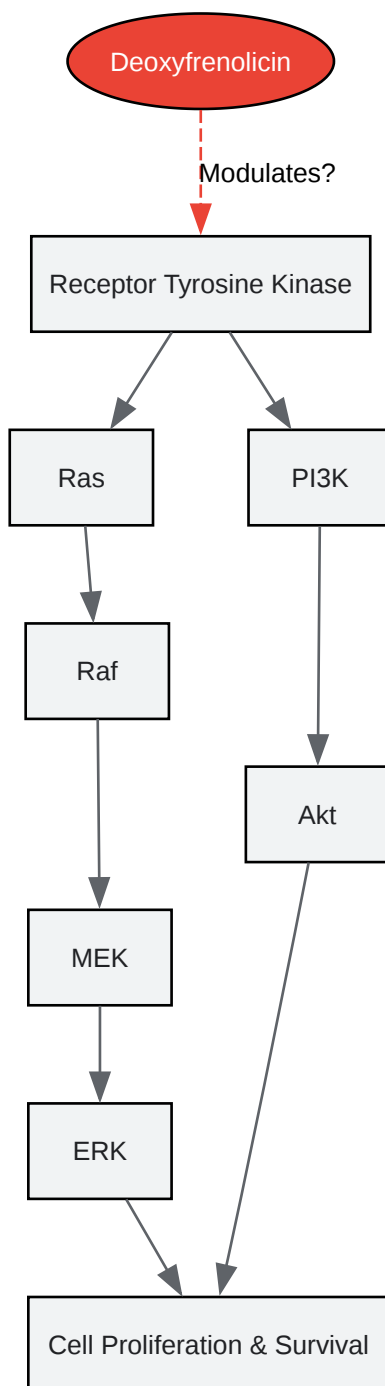 Deoxyfrenolicin
Modulates?
Receptor Tyrosine Kinase
Ras
PI3K
Raf
Akt
MEK
ERK
Cell Proliferation & Survival